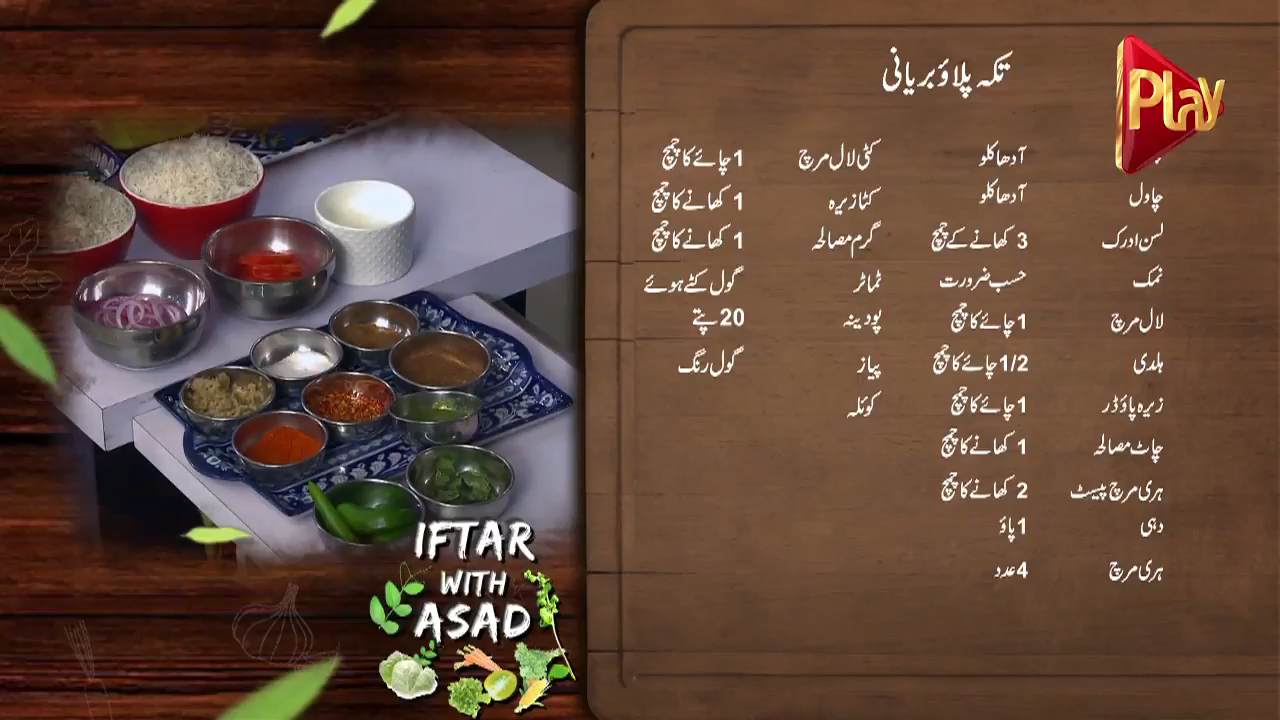 تکہ پلاؤ بریانی
Play
آدھا کلو
چاول آدھا کلو
لسن ادرک 3 کھانے کے چمچ
نمک حسب ضرورت
لال مرچ 1 چائے کا چمچ
ہلدی 1/2 چائے کا چمچ
زیرہ پاؤڈر 1 چائے کا چمچ
چاٹ مصالحہ 1 کھانے کا چمچ
ہری مرچ پیسٹ 2 کھانے کا چمچ
دہی 1 پاؤ
ہری مرچ 4 عدد
کٹی لال مرچ 1 چائے کا چمچ
کٹا زیرہ 1 کھانے کا چمچ
گرم مصالحہ 1 کھانے کا چمچ
ٹماٹر گول کٹے ہوئے
پودینہ 20 پتے
پیاز گول رنگ
کوئلہ
IFTAR
WITH
ASAD